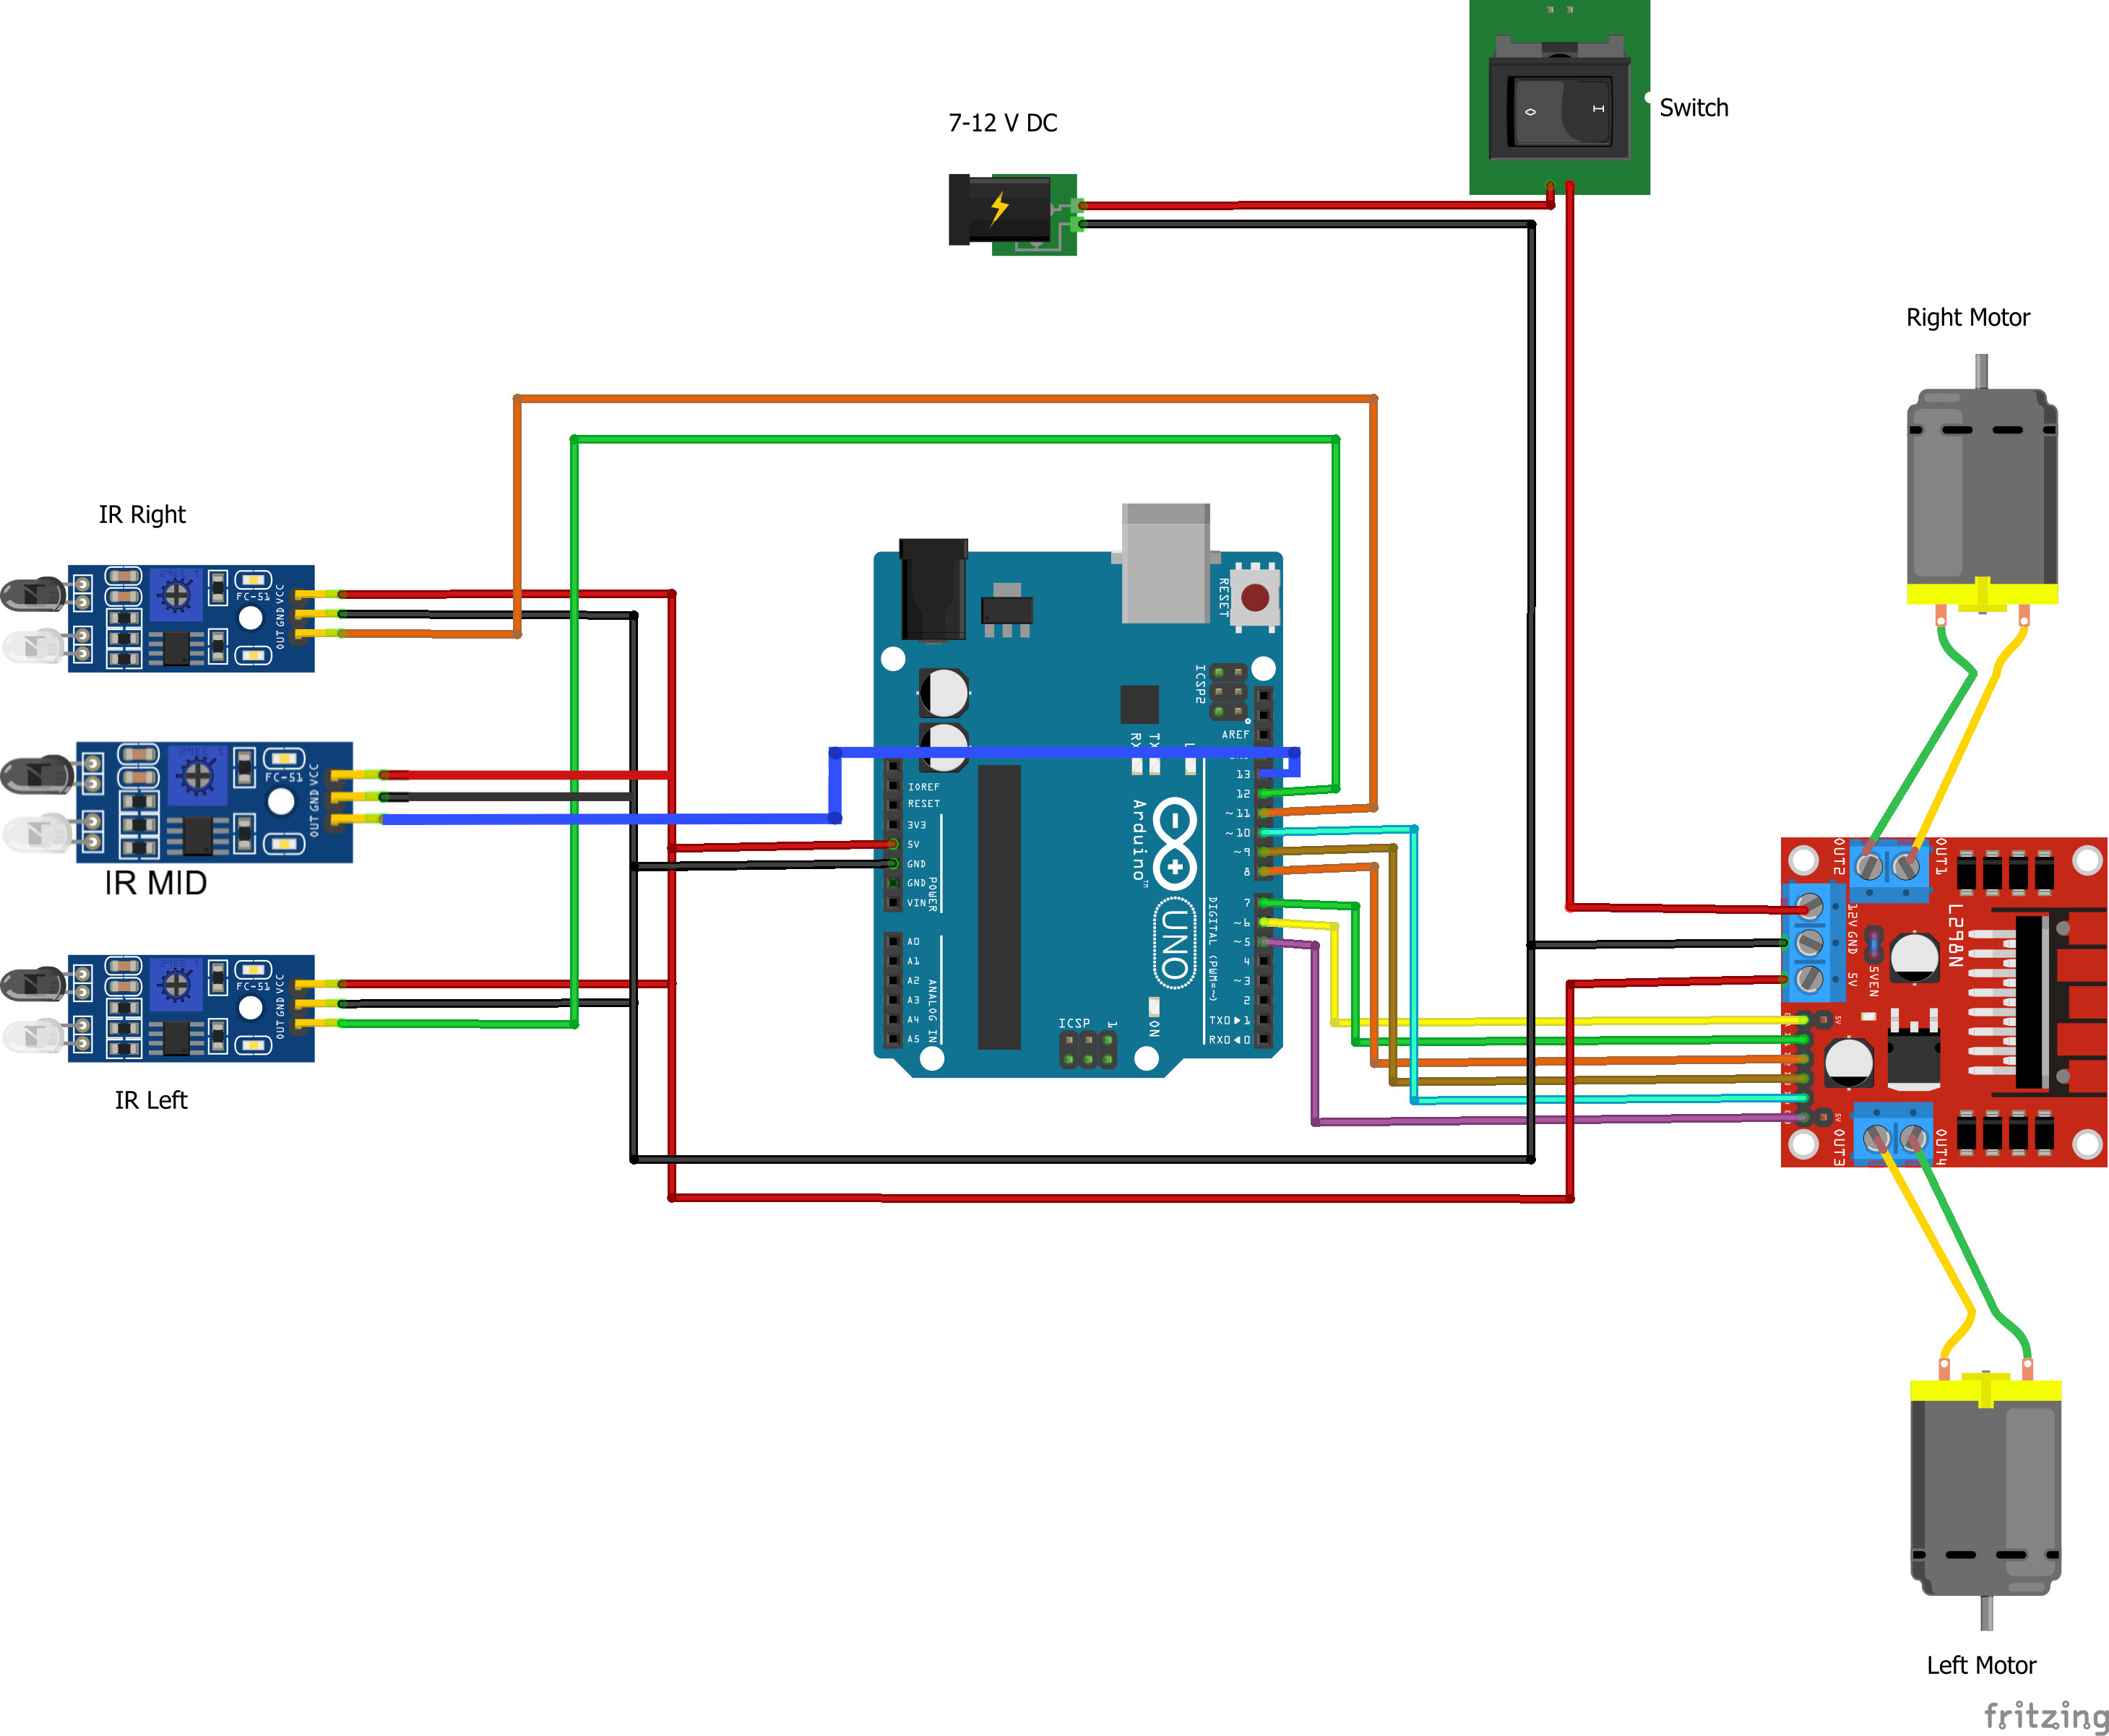 Switch
7-12 V DC
Right Motor
IR Right
VCC
GND
OUT
FC-51
RESET
ICSP2
AREF
13
12
~11
~10
~9
8
7
~6
~5
4
~3
2
TX0▶1
RX0◀0
L
TX
RX
Arduino™
UNO
DIGITAL (PWM=~)
IOREF
RESET
3V3
5V
GND
GND
VIN
POWER
A0
A1
A2
A3
A4
A5
ANALOG IN
ICSP
1
ON
VCC
GND
OUT
FC-51
IR MID
VCC
GND
OUT
FC-51
IR Left
OUT2
OUT1
12V
GND
5V
5VEN
L298N
5V
5V
OUT3
OUT4
Left Motor
fritzing